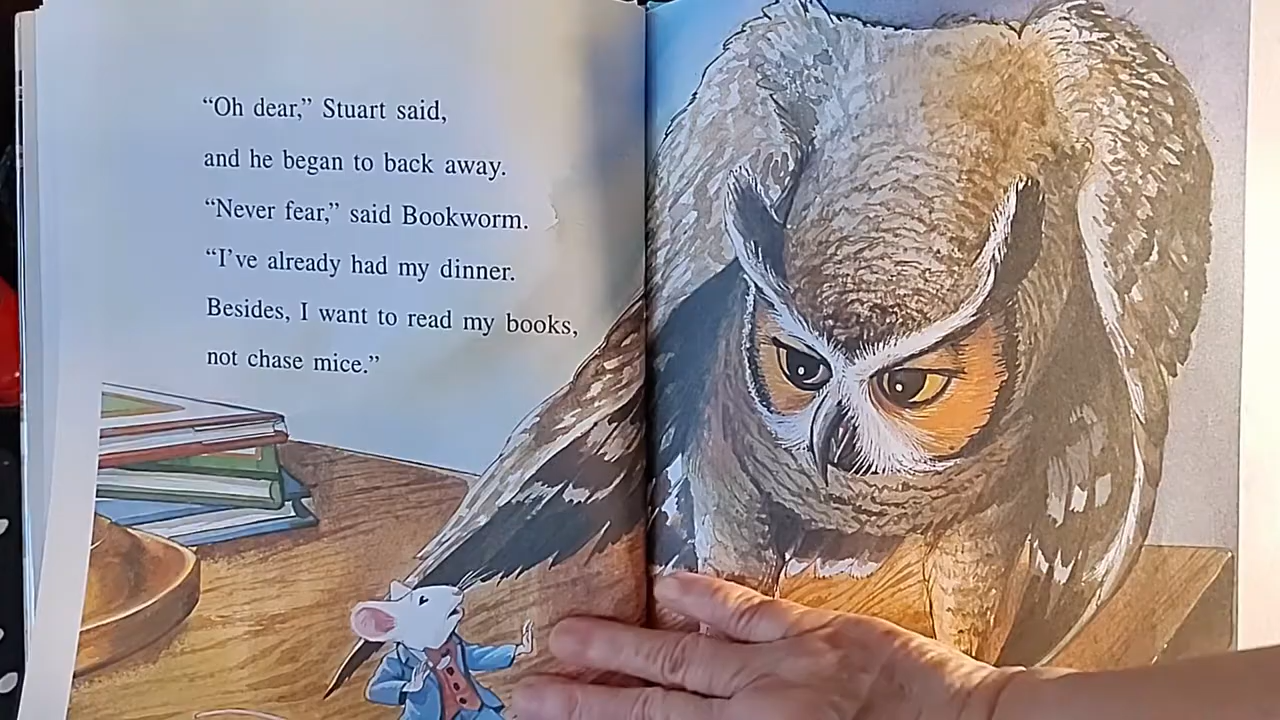 “Oh dear,” Stuart said,
and he began to back away.
“Never fear,” said Bookworm.
“I’ve already had my dinner.
Besides, I want to read my books,
not chase mice.”